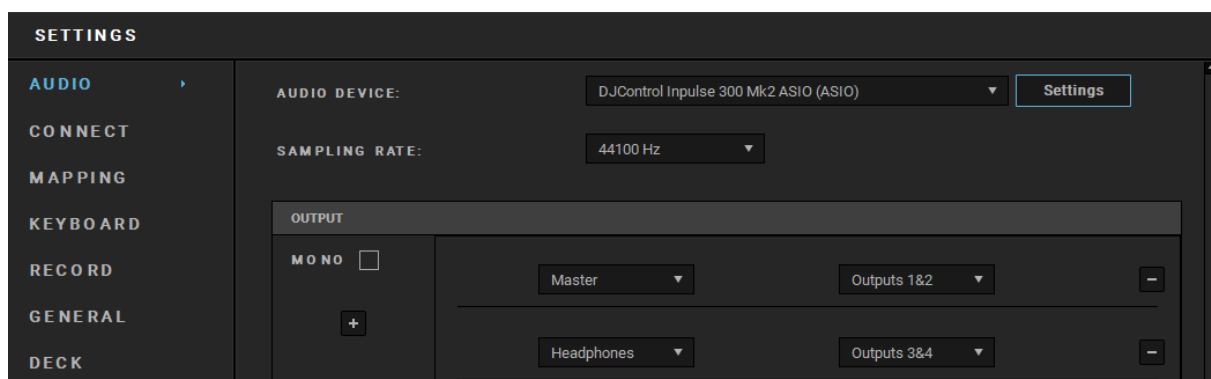 SETTINGS
AUDIO
CONNECT
MAPPING
KEYBOARD
RECORD
GENERAL
DECK
AUDIO DEVICE:
DJControl Inpulse 300 Mk2 ASIO (ASIO)
Settings
SAMPLING RATE:
44100 Hz
OUTPUT
MONO
+
Master
Outputs 1&2
−
Headphones
Outputs 3&4
−